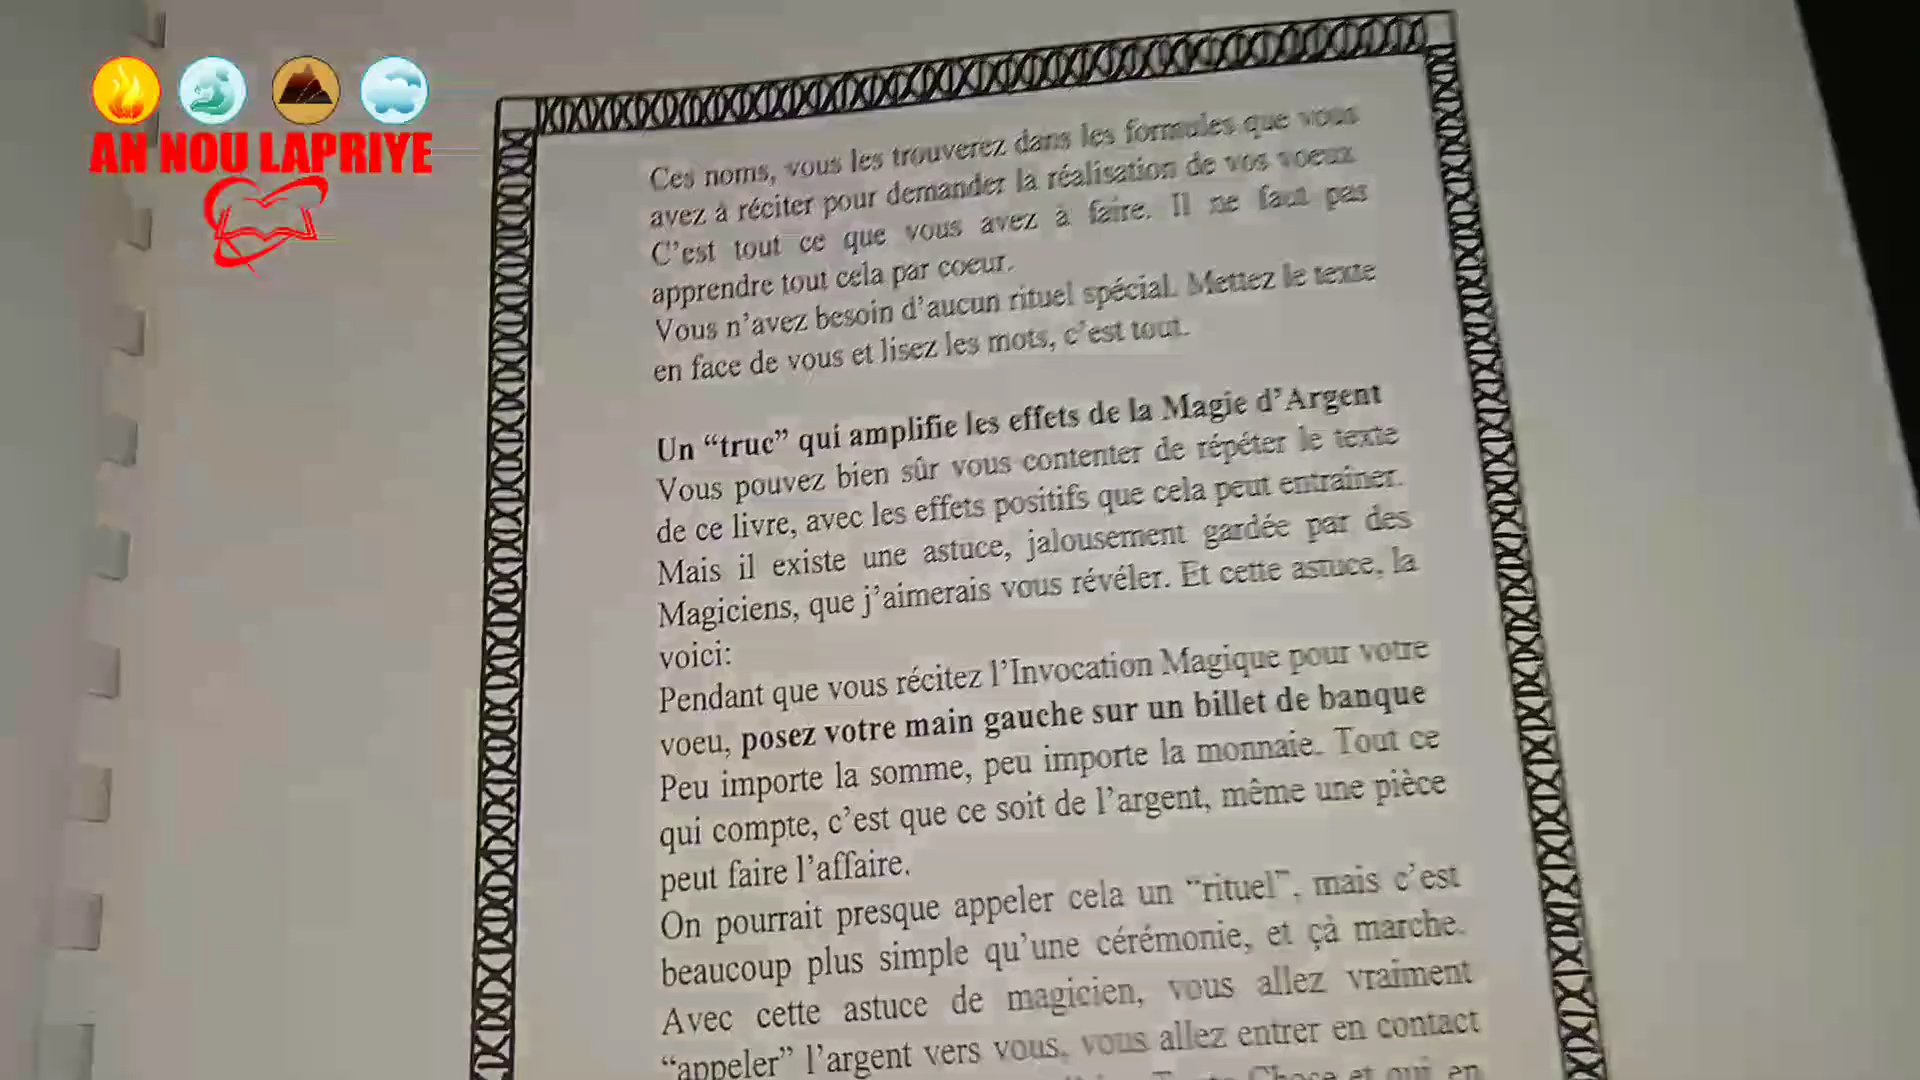 AN NOU LAPRIYE
Ces noms, vous les trouverez dans les formules que vous
avez à réciter pour demander la réalisation de vos voeux
C'est tout ce que vous avez à faire. Il ne faut pas
apprendre tout cela par coeur.
Vous n'avez besoin d'aucun rituel spécial. Mettez le texte
en face de vous et lisez les mots, c'est tout.
Un “truc” qui amplifie les effets de la Magie d'Argent
Vous pouvez bien sûr vous contenter de répéter le texte
de ce livre, avec les effets positifs que cela peut entraîner.
Mais il existe une astuce, jalousement gardée par des
Magiciens, que j'aimerais vous révéler. Et cette astuce, la
voici:
Pendant que vous récitez l'Invocation Magique pour votre
voeu, posez votre main gauche sur un billet de banque
Peu importe la somme, peu importe la monnaie. Tout ce
qui compte, c'est que ce soit de l'argent, même une pièce
peut faire l'affaire.
On pourrait presque appeler cela un “rituel”, mais c'est
beaucoup plus simple qu'une cérémonie, et çà marche.
Avec cette astuce de magicien, vous allez vraiment
“appeler” l'argent vers vous, vous allez entrer en contact
Chose et qui en